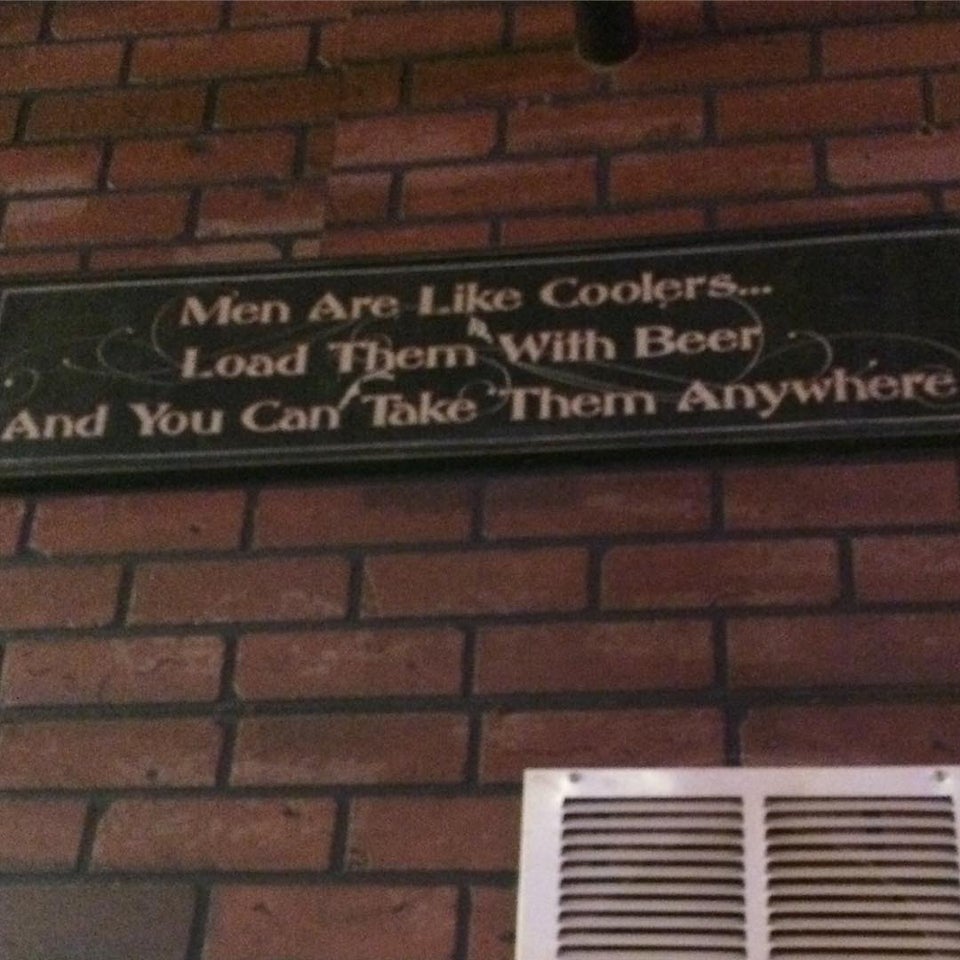 Men Are Like Coolers...
Load Them With Beer
And You Can Take Them Anywhere